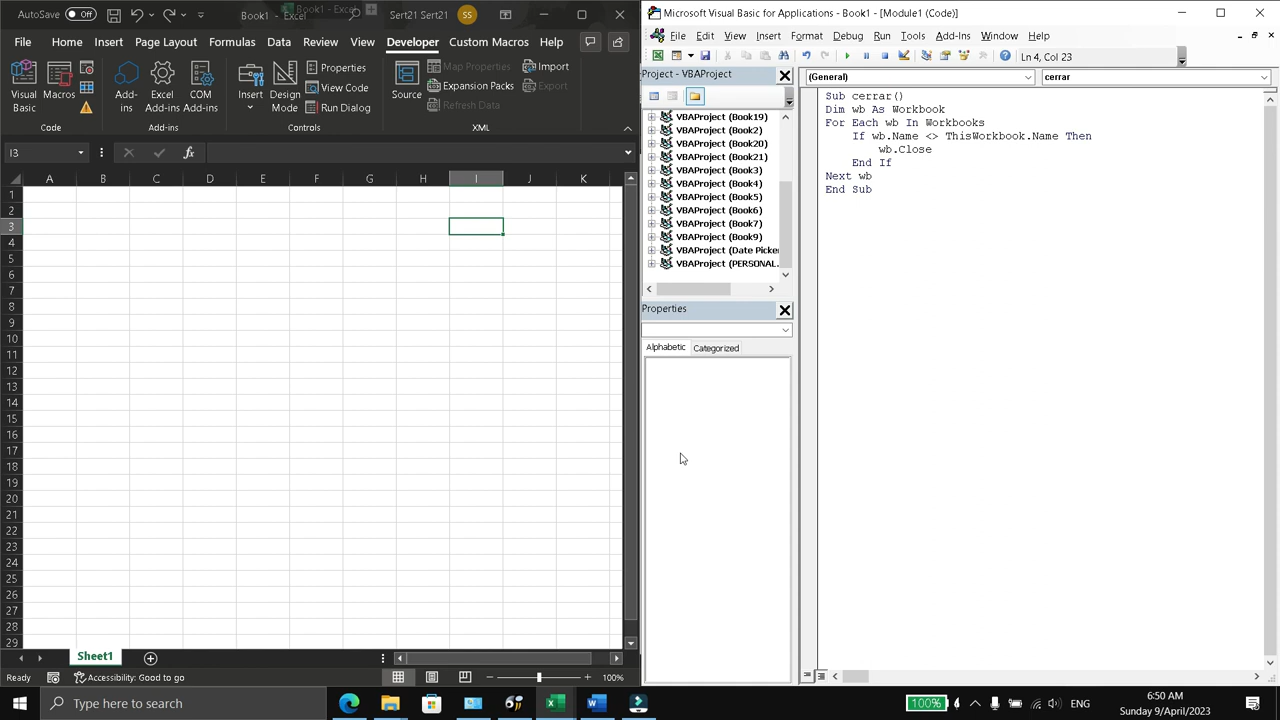 AutoSave
Off
Book1 - Excel
Book1 - Excel
Sert21 Sert21
SS
File
Home
Insert
Page Layout
Formulas
Data
Review
View
Developer
Custom Macros
Help
Visual
Basic
Macros
Code
Add-
ins
Excel
Add-ins
COM
Add-ins
Add-ins
Insert
Design
Mode
Properties
View Code
Run Dialog
Controls
Source
Map Properties
Expansion Packs
Refresh Data
Import
Export
XML
I3
fx
B C D E F G H I J K
1
2
3
4
5
6
7
8
9
10
11
12
13
14
15
16
17
18
19
20
21
22
23
24
25
26
27
28
29
Sheet1
Ready
100%
Microsoft Visual Basic for Applications - Book1 - [Module1 (Code)]
File Edit View Insert Format Debug Run Tools Add-Ins Window Help
Ln 4, Col 23
Project - VBAProject
VBAProject (Book19)
VBAProject (Book2)
VBAProject (Book20)
VBAProject (Book21)
VBAProject (Book3)
VBAProject (Book4)
VBAProject (Book5)
VBAProject (Book6)
VBAProject (Book7)
VBAProject (Book9)
VBAProject (Date Picker
VBAProject (PERSONAL.
Properties
Alphabetic
Categorized
(General)
cerrar
Sub cerrar()
Dim wb As Workbook
For Each wb In Workbooks
If wb.Name <> ThisWorkbook.Name Then
wb.Close
End If
Next wb
End Sub
Type here to search
100%
ENG
6:50 AM
Sunday 9/April/2023